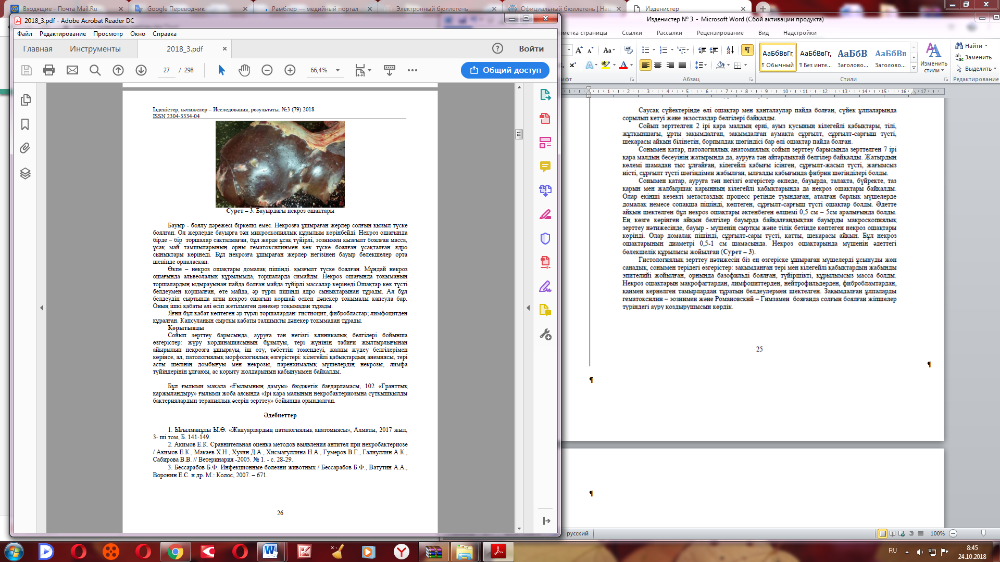 Входящие - Почта Mail.Ru
Google Переводчик
Рамблер — медийный портал
Электронный бюллетень
Официальный бюллетень | Нац
Изденистер
2018_3.pdf - Adobe Acrobat Reader DC
Файл Редактирование Просмотр Окно Справка
Главная Инструменты 2018_3.pdf Войти
27 / 298 66,4% Общий доступ
Ізденістер, нәтижелер – Исследования, результаты. №3 (79) 2018
ISSN 2304-3334-04
Сурет – 3. Бауырдағы некроз ошақтары
Бауыр - боялу дәрежесі біркелкі емес. Некрозға ұшыраған жерлер солғын қызыл түске
боялған. Ол жерлерде бауырға тән микроскопиялық құрылым көрінбейді. Некроз ошағында
бірде – бір торшалар сақталмаған, бұл жерде ұсақ түйірлі, эозинмен қызғылт боялған масса,
ұсақ май тамшыларының орны гематоксилинмен көк түске боялған ұсақталған ядро
сынықтары көрінеді. Бұл некрозға ұшыраған жерлер негізінен бауыр бөлекшелер орта
шенінде орналасқан.
Өкпе – некроз ошақтары домалақ пішінді. қызғылт түске боялған. Мұндай некроз
ошағында альвеолалық құрылымда, торшаларда симайды. Некроз ошағында тоқыманың
торшалардың ыдырауынан пайда болған майда түйірлі массалар көрінеді.Ошақтар көк түсті
белдеумен қоршалған, өте майда, әр түрлі пішінді ядро сынықтарынан тұрады. Ал бұл
белдеудің сыртында яғни некроз ошағын қоршай өскен дәнекер тоқымалы капсула бар.
Оның ішкі қабаты әлі өсіп жетілмеген дәнекер тоқымадан тұрады.
Яғни бұл қабат көптеген әр түрлі торшалардан: гистиоцит, фибробластар; лимфоцитден
құралған. Капсуланың сыртқы қабаты талшықты дәнекер тоқымадан тұрады.
Қорытынды
Сойып зерттеу барысында, ауруға тән негізгі клиникалық белгілері бойынша
өзгерістер: жүру кординациясының бұзылуы, тері жүнінің табиғи жылтырлығынан
айырылып некрозға ұшырауы, іш өту, тәбеттің төмендеуі, жалпы жүдеу белгілерімен
көрінсе, ал, патологиялық морфологиялық өзгерістері: кілегейлі қабықтардың анемиясы, тері
асты шелінің домбығуы мен некрозы, паренхималық мүшелердің некрозы, лимфа
түйіндерінің ұлғаюы, ас қорыту жолдарының қабынуымен байқалды.
Бұл ғылыми мақала «Ғылымның дамуы» бюджетік бағдарламасы, 102 «Гранттық
қаржыландыру» ғылыми жоба аясында «Ірі қара малының некробактериозына сүтқышқылды
бактериялардың терапиялық әсерін зерттеу» бойынша орындалған.
Әдебиеттер
1. Ығылманұлы Ы.Ө. «Жануарлардың паталогиялық анатомиясы», Алматы, 2017 жыл,
3- ші том, Б. 141-149.
2. Акимов Е.К. Сравнительная оценка методов выявления антител при некробактериозе
/ Акимов Е.К., Макаев Х.Н., Хузин Д.А., Хисмагуллина Н.А., Гумеров В.Г., Галиуллин А.К.,
Сабирова В.В. // Ветеринария -2005. № 1. - с. 28-29.
3. Бессарабов Б.Ф. Инфекционные болезни животных / Бессарабов Б.Ф., Ватутин А.А.,
Воронин Е.С. и др. М.: Колос, 2007. – 671.
26
Изденистер № 3 - Microsoft Word (Сбой активации продукта)
метка страницы Ссылки Рассылки Рецензирование Вид Надстройки
АаБбВвГг, АаБбВвГг, АаБбВ АаБбВв
¶ Обычный ¶ Без инте... Заголово... Заголово...
Изменить стили
Найти
Заменить
Выделить
Абзац Стили Редактирование
1 1 2 3 4 5 6 7 8 9 10 11 12 13 14 15 16 17
Саусақ сүйектерінде өлі ошақтар мен қанталаулар пайда болған, сүйек ұлпаларында
сорылып кетуі және экзостаздар белгілері байқалды.
Сойып зерттелген 2 ірі қара малдың ерні, ауыз қусының кілегейлі қабықтары, тілі,
жұтқыншағы, ұрты зақымдалған, зақымдалған аумақта сұрғылт, сұрғылт-сарғыш түсті,
шекарасы айқын білінетін, борпылдақ шөгіндісі бар өлі ошақтар пайда болған.
Сонымен қатар, патологиялық анатомиялық сойып зерттеу барысында зерттелген 7 ірі
қара малдың бесеуінің жатырында да, ауруға тән айтарлықтай белгілер байқалды. Жатырдың
көлемі шамадан тыс ұлғайған, кілегейлі қабығы ісінген, сұрғылт-жасыл түсті, жағымсыз
иісті, сұрғылт түсті шөгіндімен жабылған, ылғалды қабығында фибрин шөгінділері болды.
Сонымен қатар, ауруға тән негізгі өзгерістер өкпеде, бауырда, талақта, бүйректе, таз
қарын мен жалбыршақ қарынның кілегейлі қабықтарында да некроз ошақтары байқалды.
Олар екінші кезекті метастаздық процесс ретінде туындаған, аталған барлық мүшелерде
домалақ немесе сопақша пішінді, көптеген, сұрғылт-сарғыш түсті ошақтар болды. Әдетте
айқын шектелген бұл некроз ошақтары әктенбеген өлшемі 0,5 см – 5см аралығында болды.
Ең көзге көрінген айқын белгілер бауырда байқалғандықтан бауырды макроскопиялық
зерттеу нәтижесінде, бауыр - мүшенің сыртқы және тілік бетінде көптеген некроз ошақтары
көрінді. Олар домалақ пішінді, сұрғылт-сары түсті, қатты, шекарасы айқын. Бұл некроз
ошақтарының диаметрі 0,5-1 см шамасында. Некроз ошақтарында мүшенің әдеттегі
бөлекшелік құрылысы жойылған (Сурет – 3).
Гистологиялық зерттеу нәтижесін біз ең өзгеріске ұшыраған мүшелерді ұсынуды жөн
санадық, сонымен терідегі өзгерістер: зақымданған тері мен кілегейлі қабықтардың жабынды
эпителийі жойылған, орнында базофильді боялған, түйіршікті, құрылымсыз масса болды.
Некроз ошақтарын макрофагтардан, лимфоциттерден, нейтрофильдерден, фибробламтардан,
қанмен кернелген тамырлардан тұратын белдеулермен шектелген. Зақымдалған ұлпаларды
гематоксилин – эозинмен және Романовский – Гимзамен бояғанда солғын боялған жіпшелер
түріндегі ауру қоздырушысын көрдік.
25
русский 100%
RU 8:45
24.10.2018